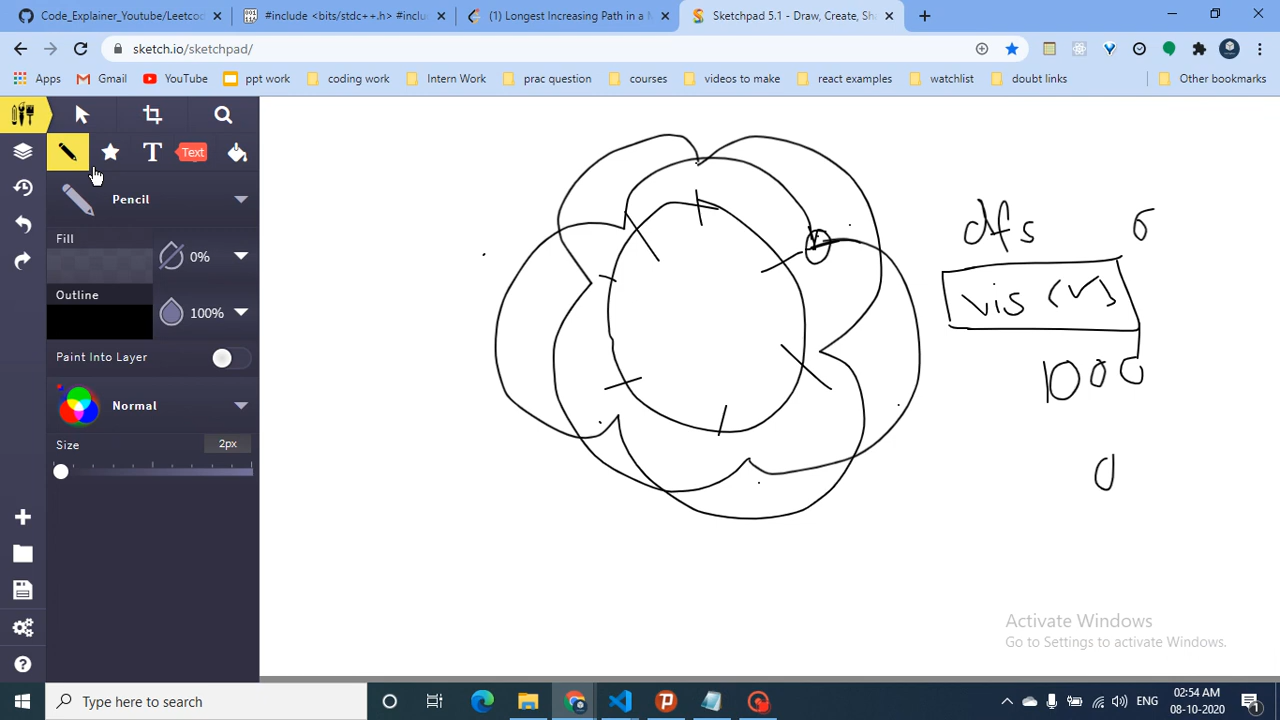 Code_Explainer_Youtube/Leetcod
#include <bits/stdc++.h> #inclu
(1) Longest Increasing Path in a M
Sketchpad 5.1 - Draw, Create, Sha
sketch.io/sketchpad/
Apps
Gmail
YouTube
ppt work
coding work
Intern Work
prac question
courses
videos to make
react examples
watchlist
doubt links
Other bookmarks
T
Text
Pencil
Fill
0%
Outline
100%
Paint Into Layer
Normal
Size
2px
dfs
vis (v)
1000
0
Activate Windows
Go to Settings to activate Windows.
Type here to search
ENG
02:54 AM
08-10-2020